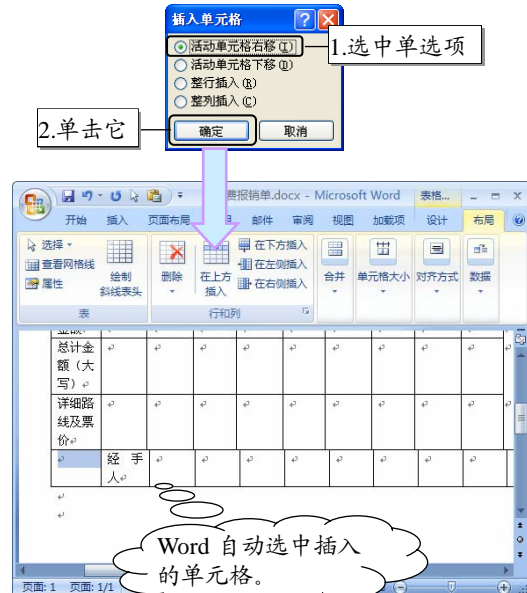 插入单元格
活动单元格右移(I)
活动单元格下移(D)
整行插入(R)
整列插入(C)
确定 取消
1.选中单选项
2.单击它
费报销单.docx - Microsoft Word 表格...
开始 插入 页面布局 邮件 审阅 视图 加载项 设计 布局
选择
查看网格线
属性
绘制
斜线表头
删除
在上方
插入
在下方插入
在左侧插入
在右侧插入
合并 单元格大小 对齐方式 数据
表 行和列
总计金
额（大
写）
详细路
线及票
价
经 手
人
Word 自动选中插入
的单元格。
页面: 1 页面: 1/1